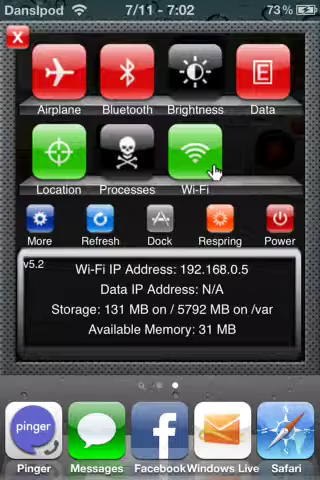 DansIpod 7/11 - 7:02 73%
X
E
Airplane Bluetooth Brightness Data
Location Processes Wi-Fi
More Refresh Dock Respring Power
v5.2
Wi-Fi IP Address: 192.168.0.5
Data IP Address: N/A
Storage: 131 MB on / 5792 MB on /var
Available Memory: 31 MB
pinger
Pinger Messages Facebook Windows Live Safari